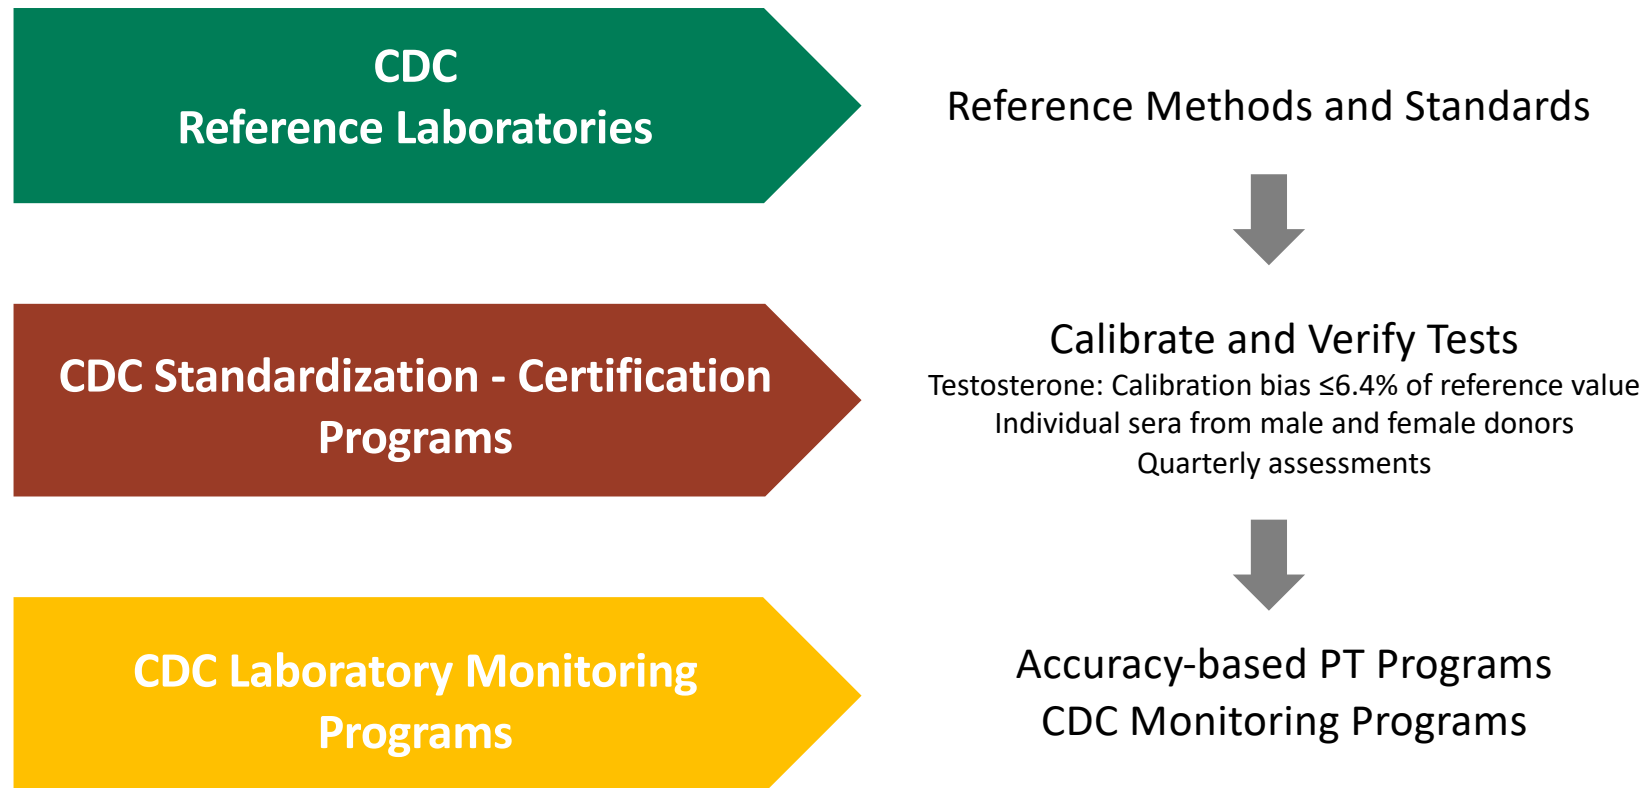 CDC
Reference Laboratories
Reference Methods and Standards
CDC Standardization - Certification
Programs
Calibrate and Verify Tests
Testosterone: Calibration bias ≤6.4% of reference value
Individual sera from male and female donors
Quarterly assessments
CDC Laboratory Monitoring
Programs
Accuracy-based PT Programs
CDC Monitoring Programs